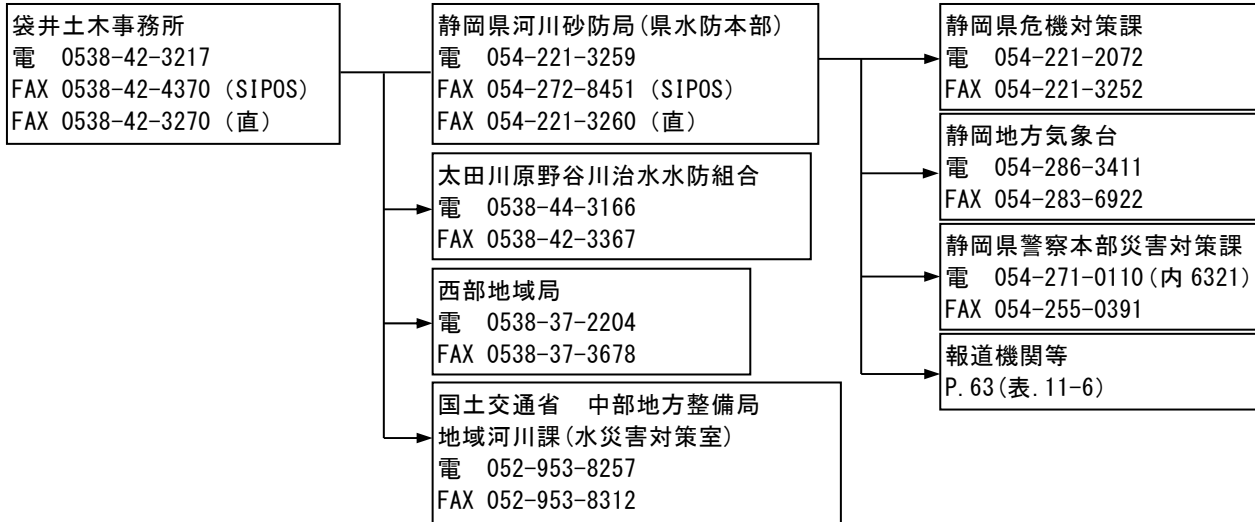 袋井土木事務所
電　0538-42-3217
FAX 0538-42-4370 (SIPOS)
FAX 0538-42-3270 (直)
静岡県河川砂防局(県水防本部)
電　054-221-3259
FAX 054-272-8451 (SIPOS)
FAX 054-221-3260 (直)
太田川原野谷川治水水防組合
電　0538-44-3166
FAX 0538-42-3367
西部地域局
電　0538-37-2204
FAX 0538-37-3678
国土交通省　中部地方整備局
地域河川課(水災害対策室)
電　052-953-8257
FAX 052-953-8312
静岡県危機対策課
電　054-221-2072
FAX 054-221-3252
静岡地方気象台
電　054-286-3411
FAX 054-283-6922
静岡県警察本部災害対策課
電　054-271-0110(内 6321)
FAX 054-255-0391
報道機関等
P.63(表.11-6)